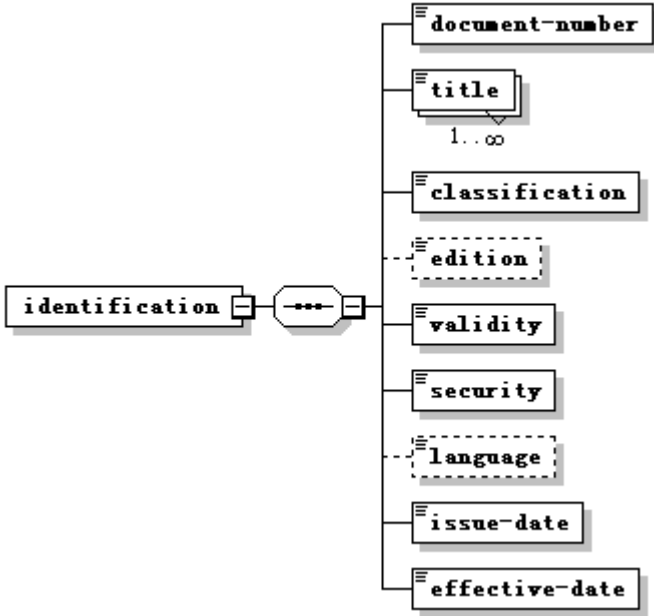 document-number
title
1..∞
classification
edition
identification
validity
security
language
issue-date
effective-date